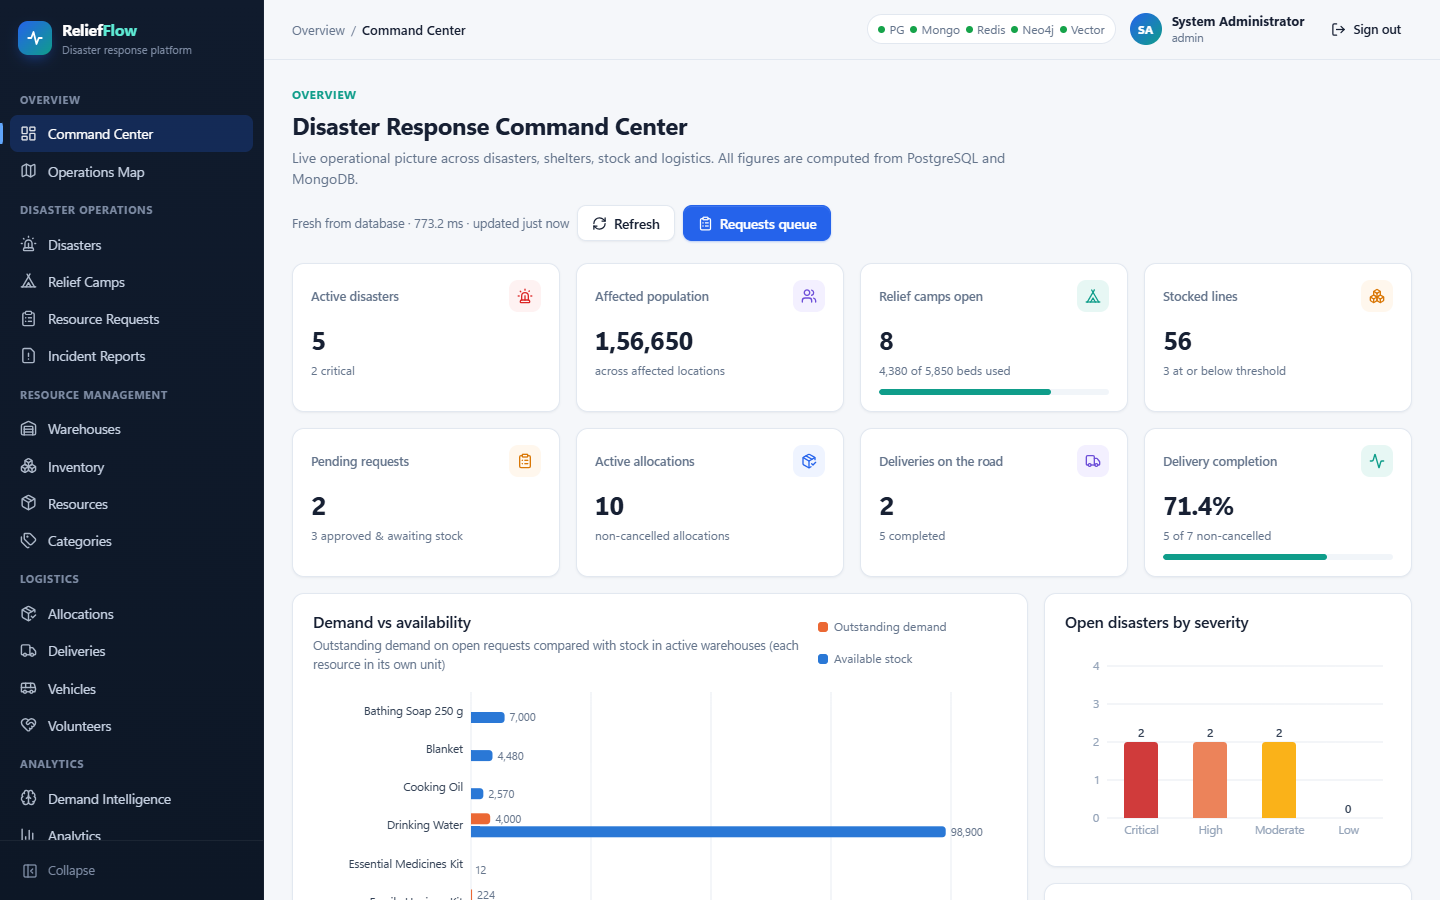 ReliefFlow
Disaster response platform
OVERVIEW
Command Center
Operations Map
DISASTER OPERATIONS
Disasters
Relief Camps
Resource Requests
Incident Reports
RESOURCE MANAGEMENT
Warehouses
Inventory
Resources
Categories
LOGISTICS
Allocations
Deliveries
Vehicles
Volunteers
ANALYTICS
Demand Intelligence
Analytics
Collapse
Overview / Command Center
PG Mongo Redis Neo4j Vector
SA
System Administrator
admin
Sign out
OVERVIEW
Disaster Response Command Center
Live operational picture across disasters, shelters, stock and logistics. All figures are computed from PostgreSQL and
MongoDB.
Fresh from database · 773.2 ms · updated just now
Refresh
Requests queue
Active disasters
5
2 critical
Affected population
1,56,650
across affected locations
Relief camps open
8
4,380 of 5,850 beds used
Stocked lines
56
3 at or below threshold
Pending requests
2
3 approved & awaiting stock
Active allocations
10
non-cancelled allocations
Deliveries on the road
2
5 completed
Delivery completion
71.4%
5 of 7 non-cancelled
Demand vs availability
Outstanding demand on open requests compared with stock in active warehouses (each
resource in its own unit)
Outstanding demand
Available stock
Bathing Soap 250 g 7,000
Blanket 4,480
Cooking Oil 2,570
Drinking Water 4,000
98,900
Essential Medicines Kit 12
Family Hygiene Kit 224
Open disasters by severity
4
3
2
1
0
2 2 2 0
Critical High Moderate Low